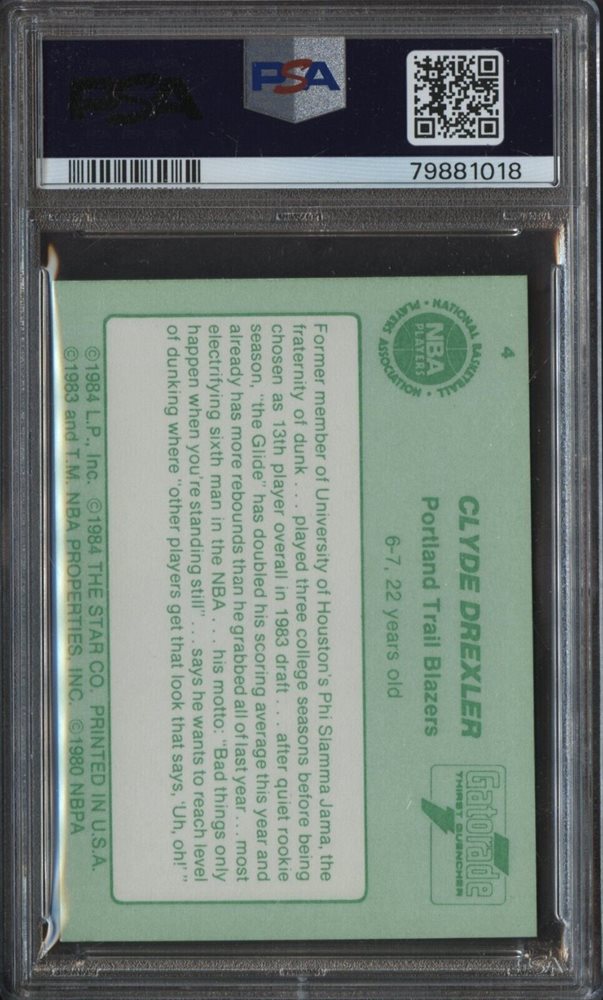 PSA
PSA
79881018
4
NATIONAL BASKETBALL
PLAYERS ASSOCIATION
NBA
PLAYERS
CLYDE DREXLER
Portland Trail Blazers
6-7, 22 years old
Gatorade
THIRST QUENCHER
Former member of University of Houston's Phi Slamma Jama, the
fraternity of dunk . . . played three college seasons before being
chosen as 13th player overall in 1983 draft . . . after quiet rookie
season, "the Glide" has doubled his scoring average this year and
already has more rebounds than he grabbed all of last year . . . most
electrifying sixth man in the NBA . . . his motto: "Bad things only
happen when you're standing still" . . . says he wants to reach level
of dunking where "other players get that look that says, 'Uh, oh!' "
©1984 L.P., Inc. ©1984 THE STAR CO. PRINTED IN U.S.A.
©1983 and T.M. NBA PROPERTIES, INC. ©1980 NBPA